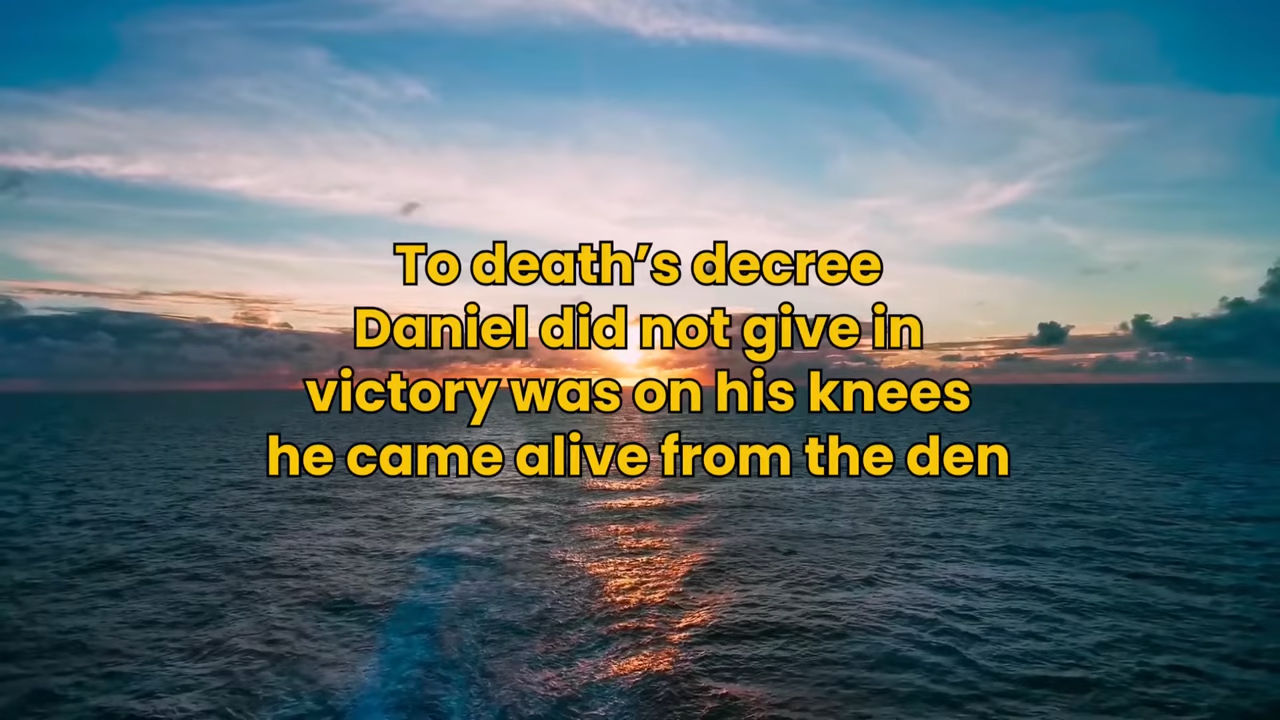 To death’s decree
Daniel did not give in
victory was on his knees
he came alive from the den